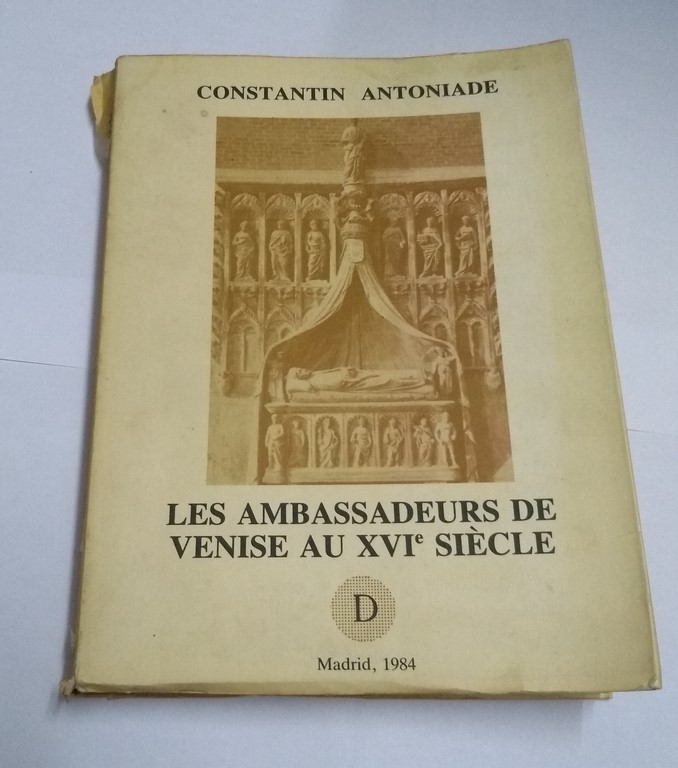 CONSTANTIN ANTONIADE
LES AMBASSADEURS DE
VENISE AU XVIᵉ SIÈCLE
D
Madrid, 1984